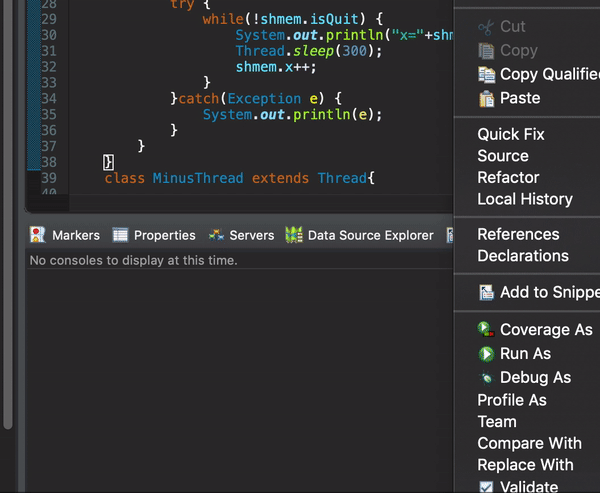 28 try {
29 while(!shmem.isQuit) {
30 System.out.println("x="+shm
31 Thread.sleep(300);
32 shmem.x++;
33 }
34 }catch(Exception e) {
35 System.out.println(e);
36 }
37 }
38 }
39 class MinusThread extends Thread{
40
Markers Properties Servers Data Source Explorer
No consoles to display at this time.
Cut
Copy
Copy Qualifie
Paste
Quick Fix
Source
Refactor
Local History
References
Declarations
Add to Snippe
Coverage As
Run As
Debug As
Profile As
Team
Compare With
Replace With
Validate